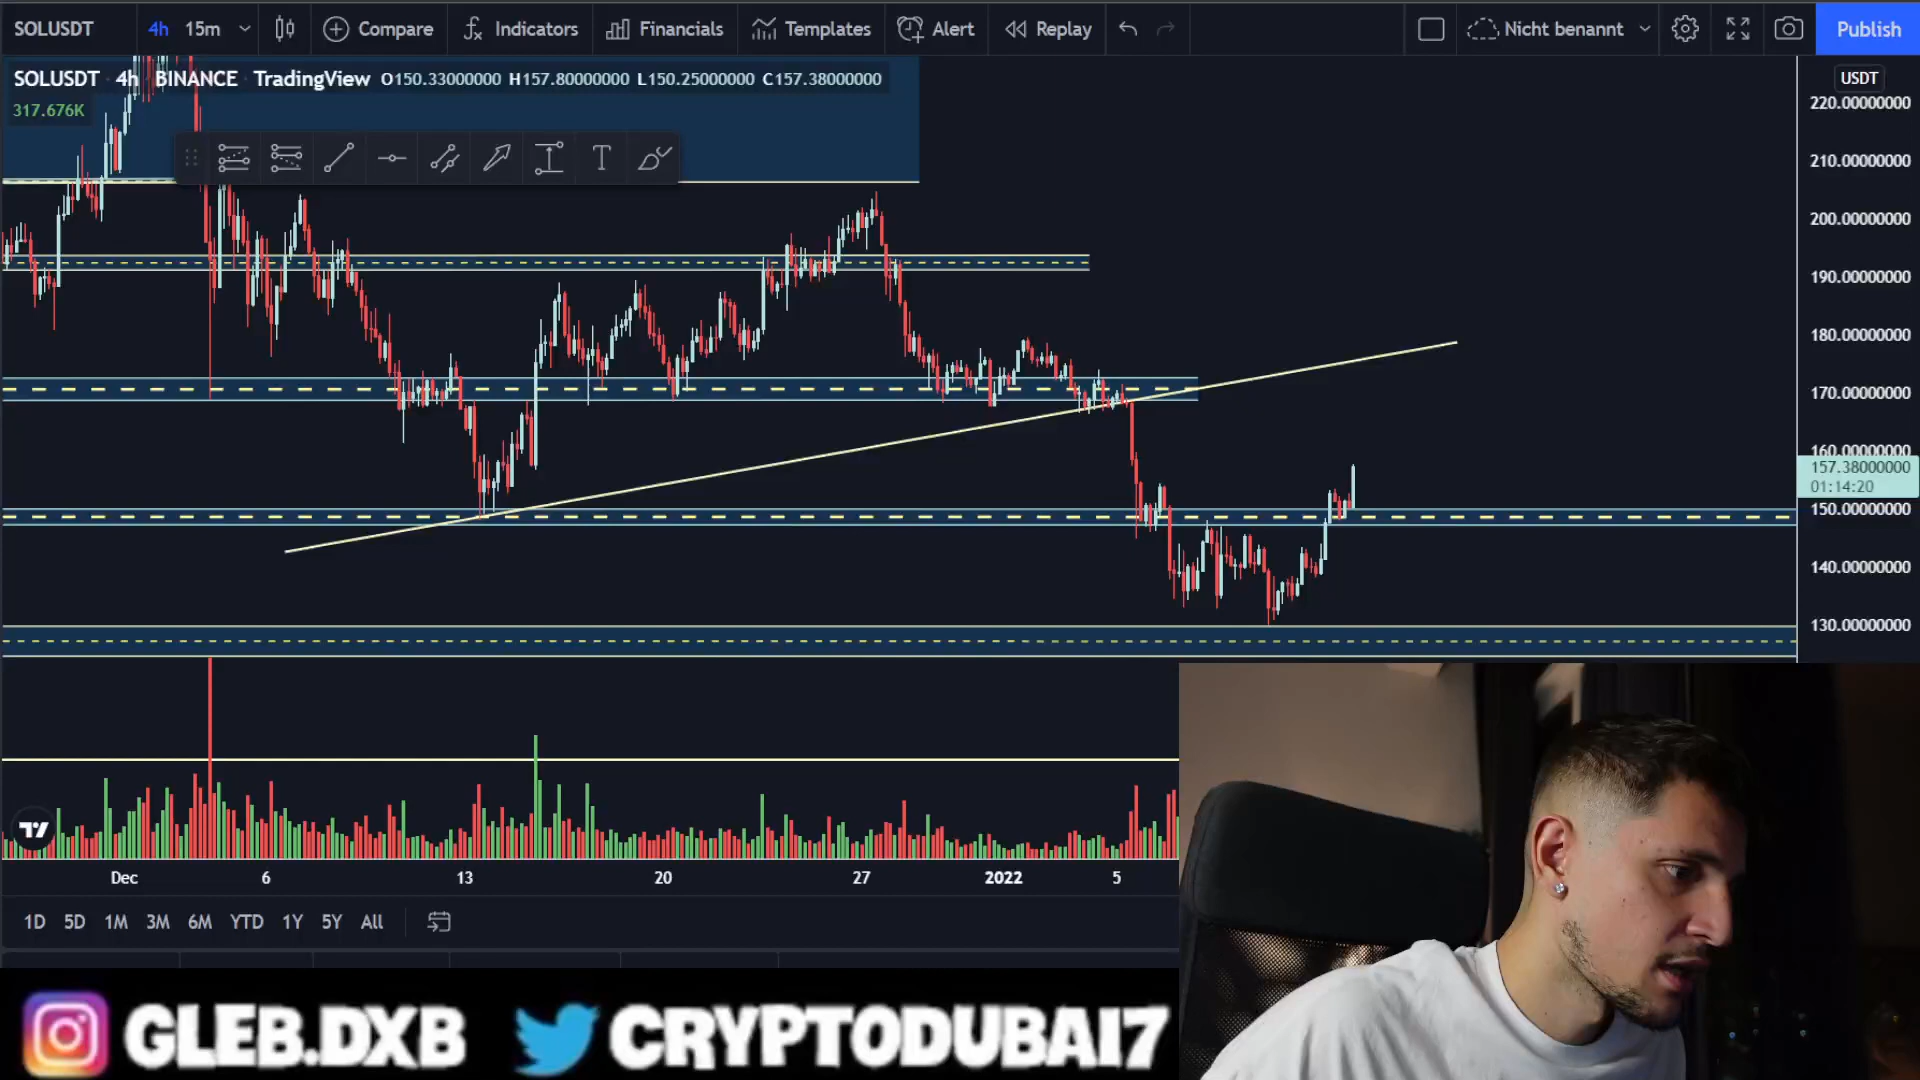 SOLUSDT 4h 15m Compare Indicators Financials Templates Alert Replay Nicht benannt Publish
SOLUSDT 4h BINANCE TradingView O150.33000000 H157.80000000 L150.25000000 C157.38000000
317.676K
T
USDT
220.00000000
210.00000000
200.00000000
190.00000000
180.00000000
170.00000000
160.00000000
157.38000000
01:14:20
150.00000000
140.00000000
130.00000000
Dec 6 13 20 27 2022 5
1D 5D 1M 3M 6M YTD 1Y 5Y All
GLEB.DXB CRYPTODUBAI7